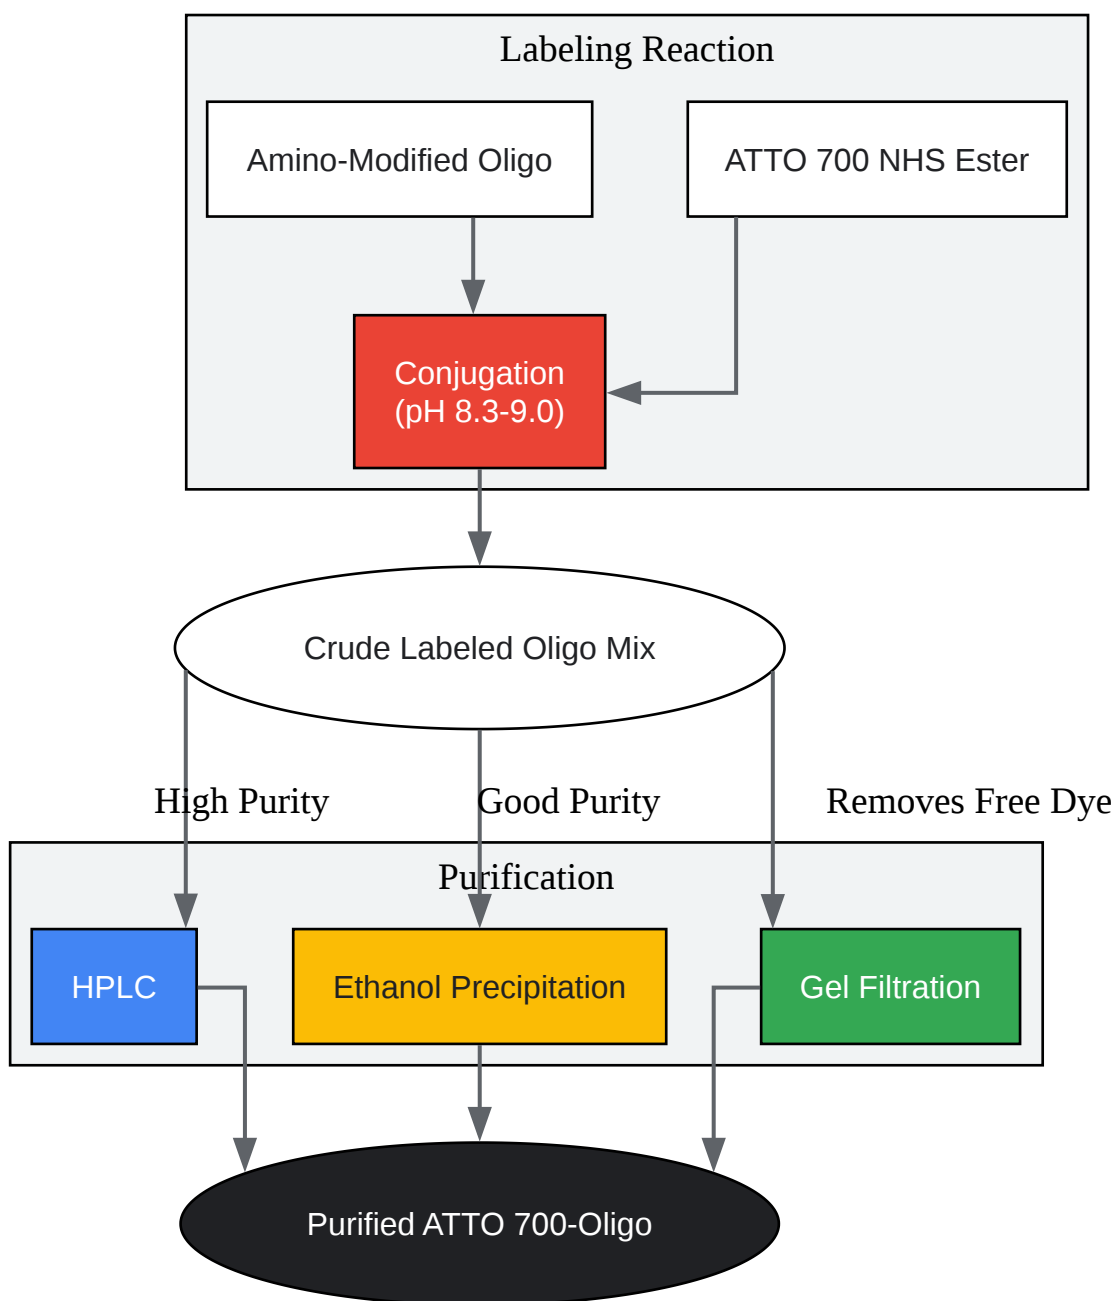 Labeling Reaction
Amino-Modified Oligo
ATTO 700 NHS Ester
Conjugation
(pH 8.3-9.0)
Crude Labeled Oligo Mix
High Purity
Good Purity
Removes Free Dye
Purification
HPLC
Ethanol Precipitation
Gel Filtration
Purified ATTO 700-Oligo